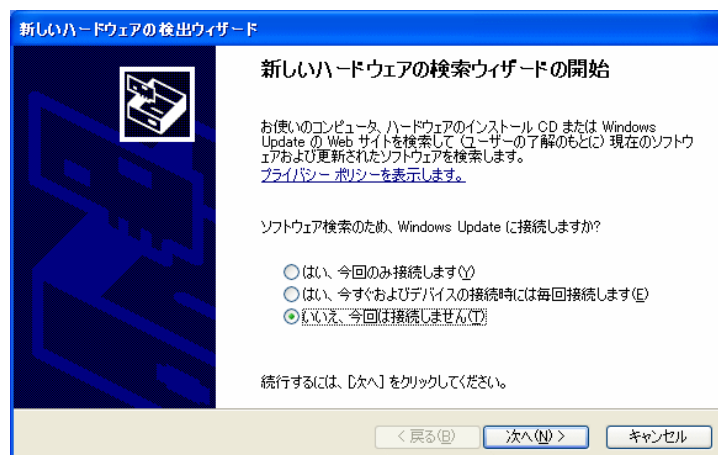 新しいハードウェアの検出ウィザード
新しいハードウェアの検索ウィザードの開始
お使いのコンピュータ、ハードウェアのインストール CD または Windows
Update の Web サイトを検索して (ユーザーの了解のもとに) 現在のソフトウ
ェアおよび更新されたソフトウェアを検索します。
プライバシー ポリシーを表示します。
ソフトウェア検索のため、Windows Update に接続しますか?
はい、今回のみ接続します(Y)
はい、今すぐおよびデバイスの接続時には毎回接続します(E)
いいえ、今回は接続しません(T)
続行するには、[次へ] をクリックしてください。
< 戻る(B)
次へ(N) >
キャンセル